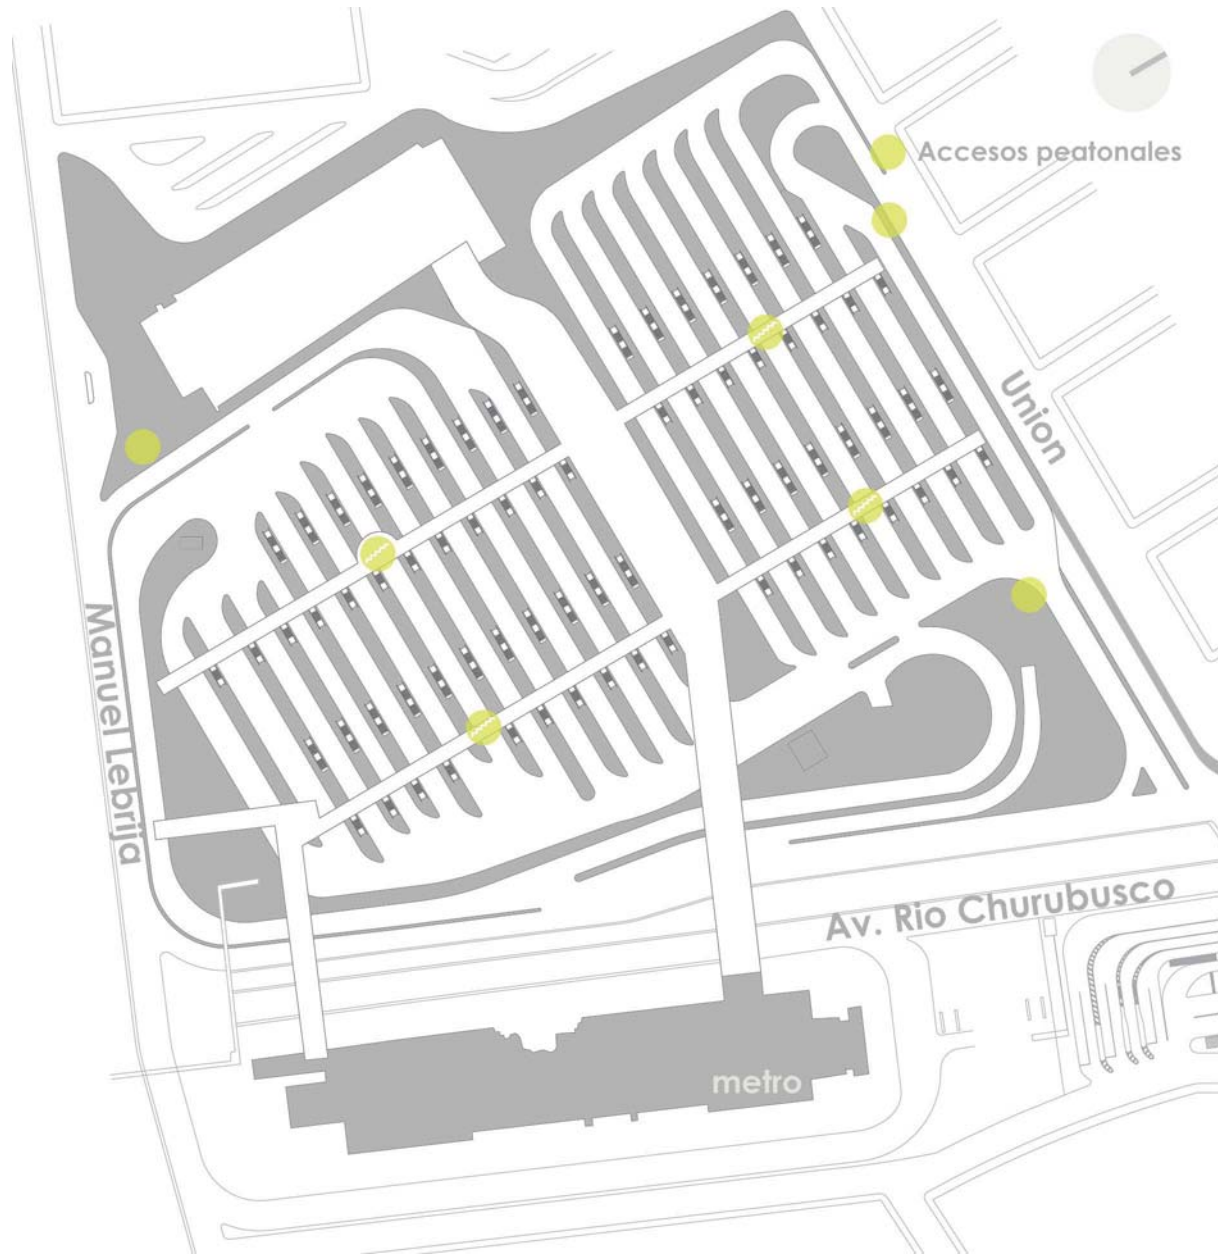 Accesos peatonales
Union
Manuel Lebrija
Av. Rio Churubusco
metro